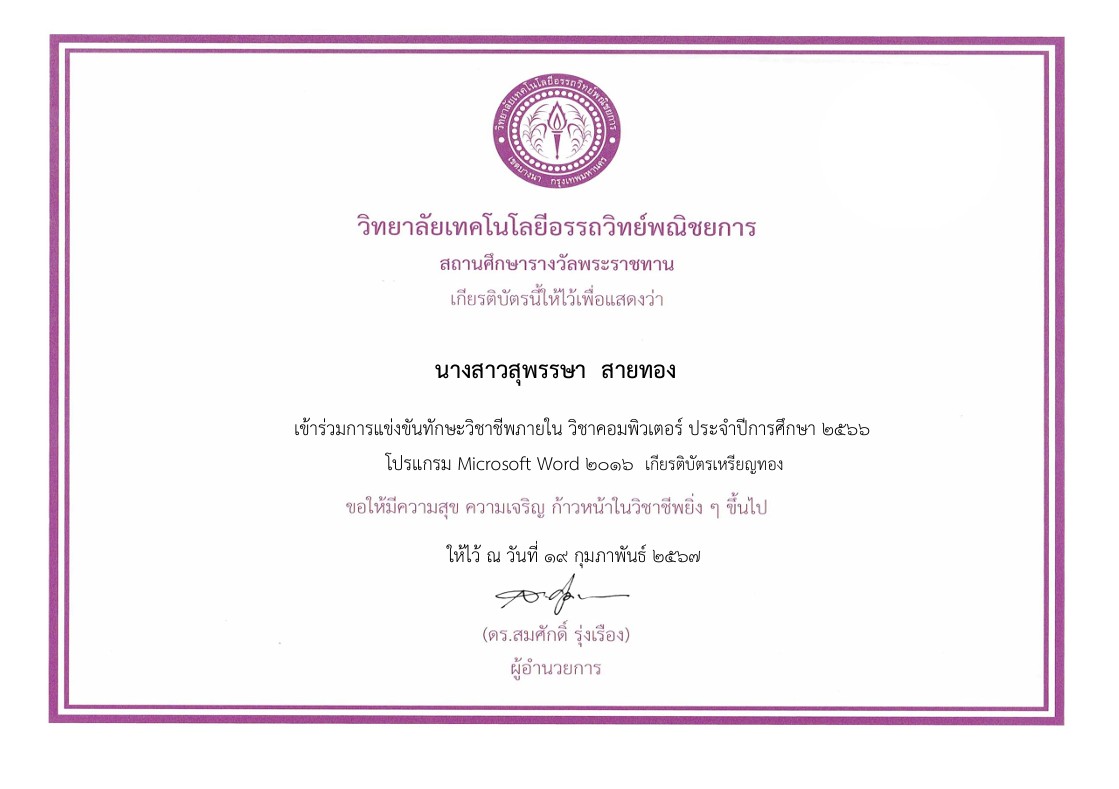 วิทยาลัยเทคโนโลยีอรรถวิทย์พณิชยการ
เขตบางนา กรุงเทพมหานคร
วิทยาลัยเทคโนโลยีอรรถวิทย์พณิชยการ
สถานศึกษารางวัลพระราชทาน
เกียรติบัตรนี้ให้ไว้เพื่อแสดงว่า
นางสาวสุพรรษา สายทอง
เข้าร่วมการแข่งขันทักษะวิชาชีพภายใน วิชาคอมพิวเตอร์ ประจำปีการศึกษา ๒๕๖๖
โปรแกรม Microsoft Word ๒๐๑๖ เกียรติบัตรเหรียญทอง
ขอให้มีความสุข ความเจริญ ก้าวหน้าในวิชาชีพยิ่ง ๆ ขึ้นไป
ให้ไว้ ณ วันที่ ๑๙ กุมภาพันธ์ ๒๕๖๗
(ดร.สมศักดิ์ รุ่งเรือง)
ผู้อำนวยการ